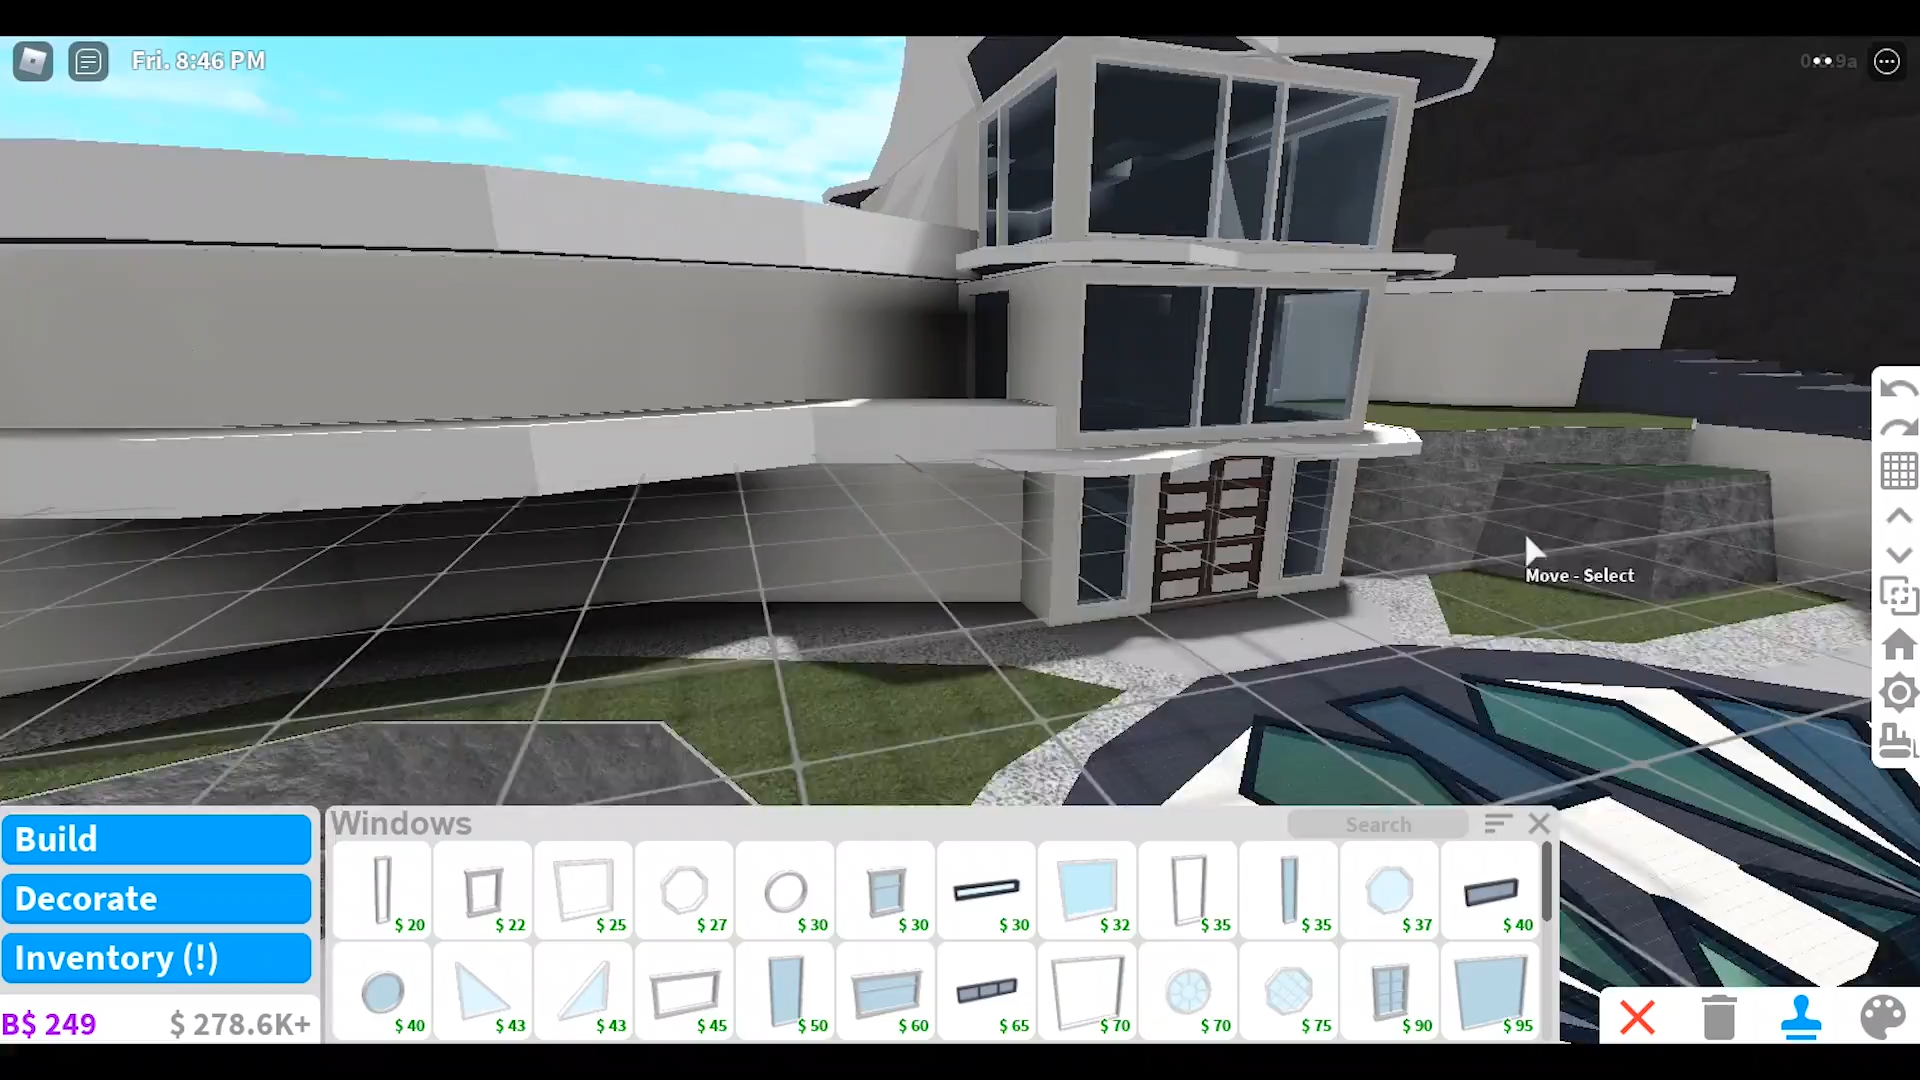 Fri. 8:46 PM
Move - Select
Windows
Search
Build
Decorate
Inventory (!)
B$ 249
$ 278.6K+
$ 20
$ 22
$ 25
$ 27
$ 30
$ 30
$ 30
$ 32
$ 35
$ 35
$ 37
$ 40
$ 40
$ 43
$ 43
$ 45
$ 50
$ 60
$ 65
$ 70
$ 70
$ 75
$ 90
$ 95